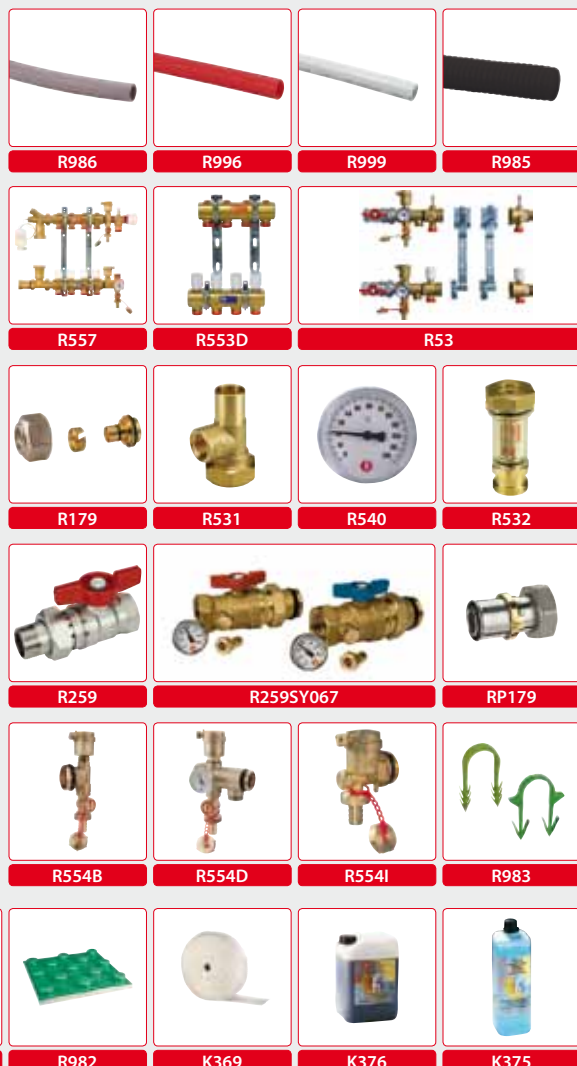 R986 R996 R999 R985
R557 R553D R53
R179 R531 R540 R532
R259 R259SY067 RP179
R554B R554D R554I R983
R982 K369 K376 K375